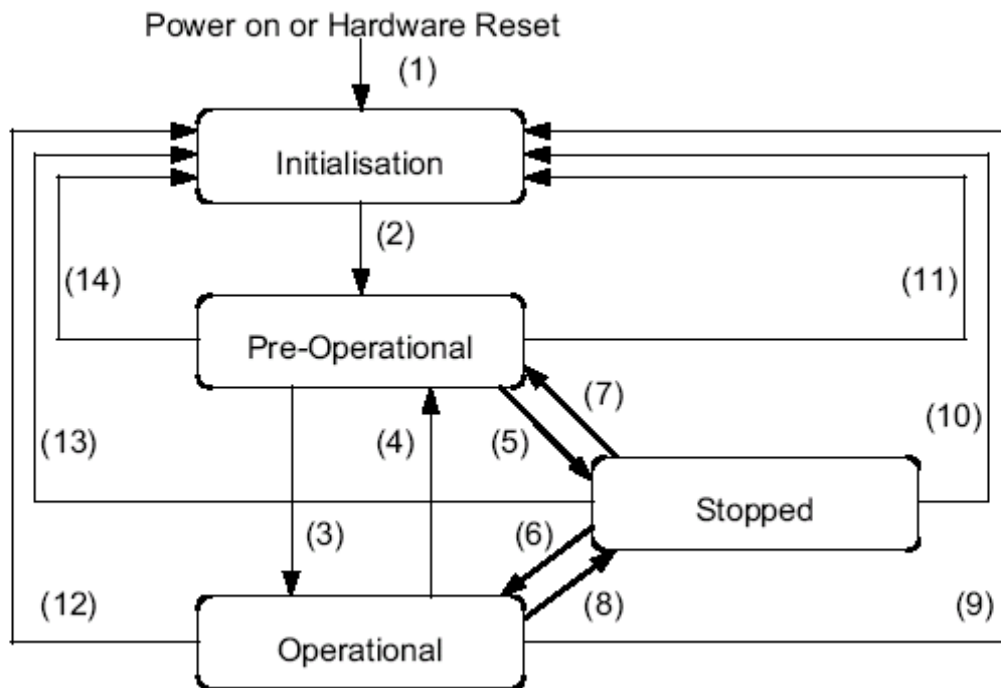 Power on or Hardware Reset
(1)
Initialisation
(2)
(14)
(11)
Pre-Operational
(7)
(13)
(4)
(5)
(10)
Stopped
(3)
(6)
(12)
(8)
(9)
Operational